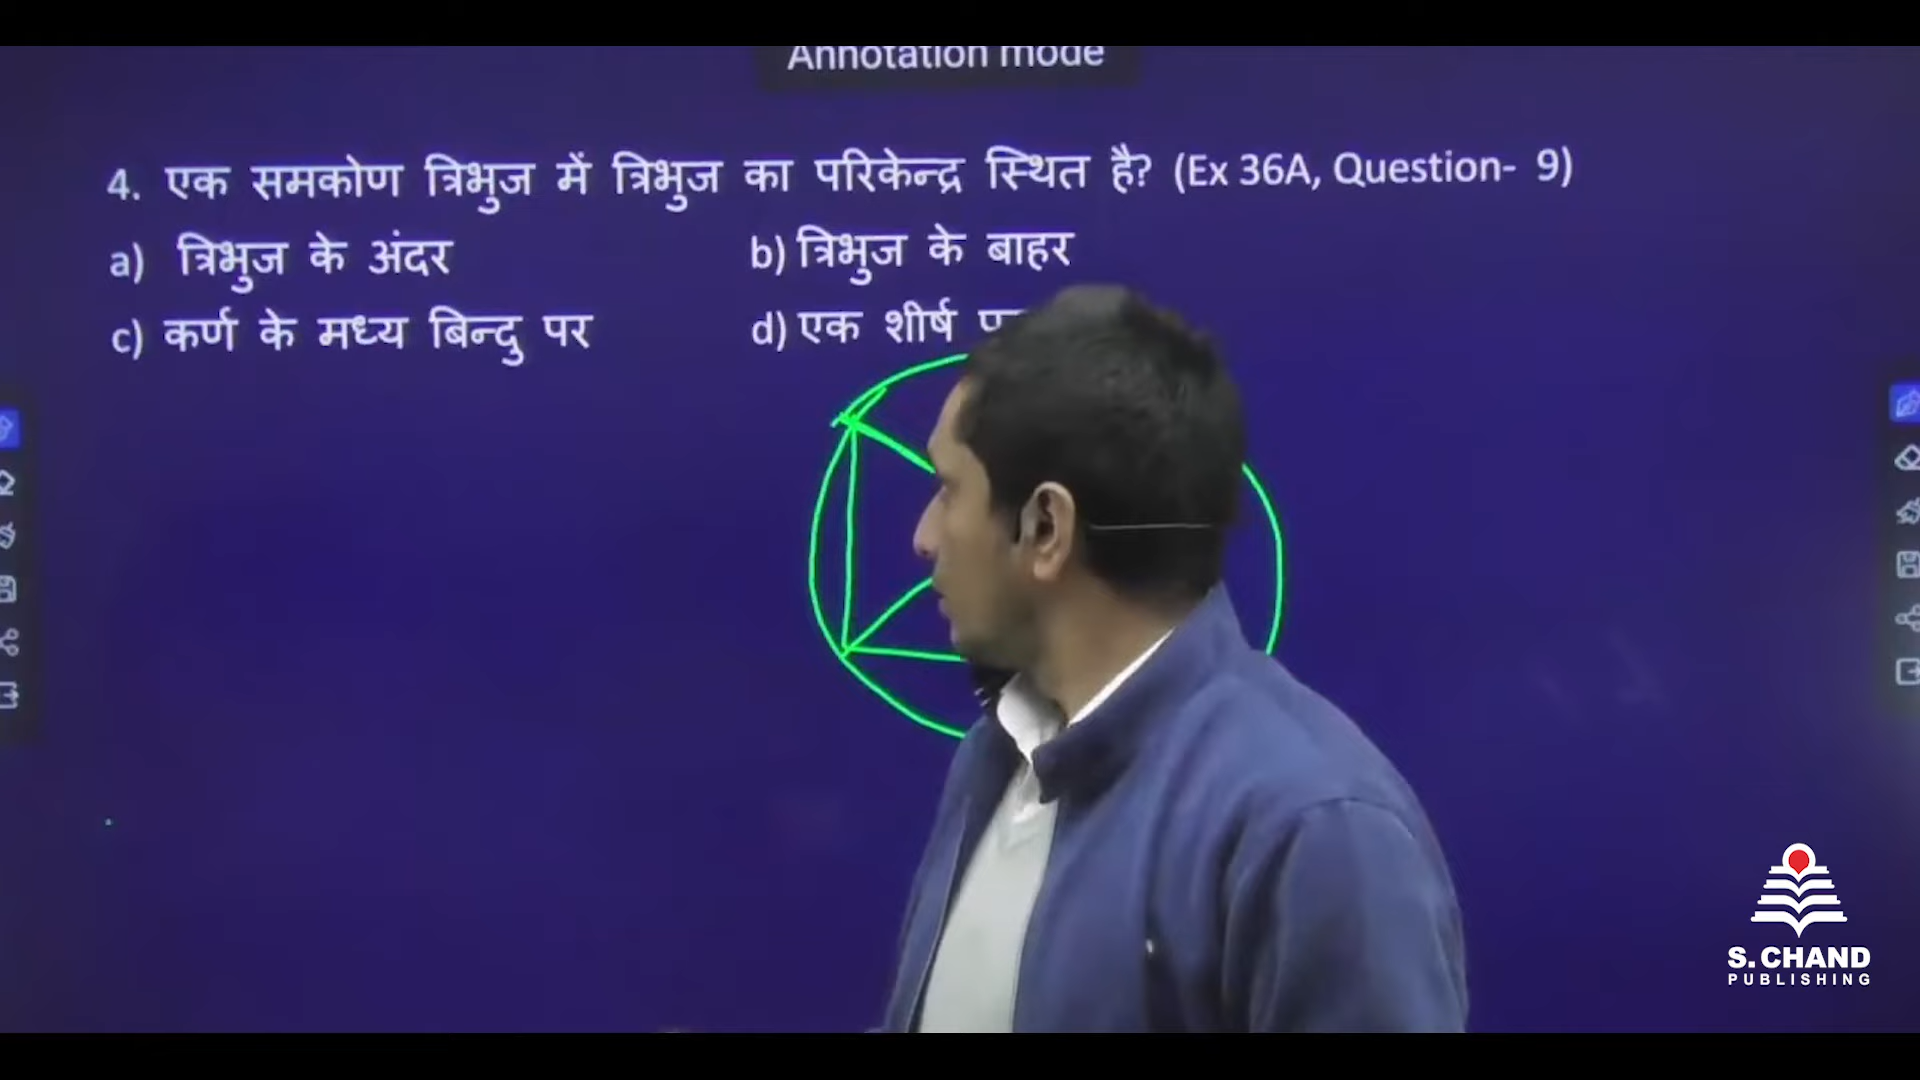 Annotation mode
4. एक समकोण त्रिभुज में त्रिभुज का परिकेन्द्र स्थित है? (Ex 36A, Question- 9)
a) त्रिभुज के अंदर
b) त्रिभुज के बाहर
c) कर्ण के मध्य बिन्दु पर
d) एक शीर्ष
S. CHAND
PUBLISHING